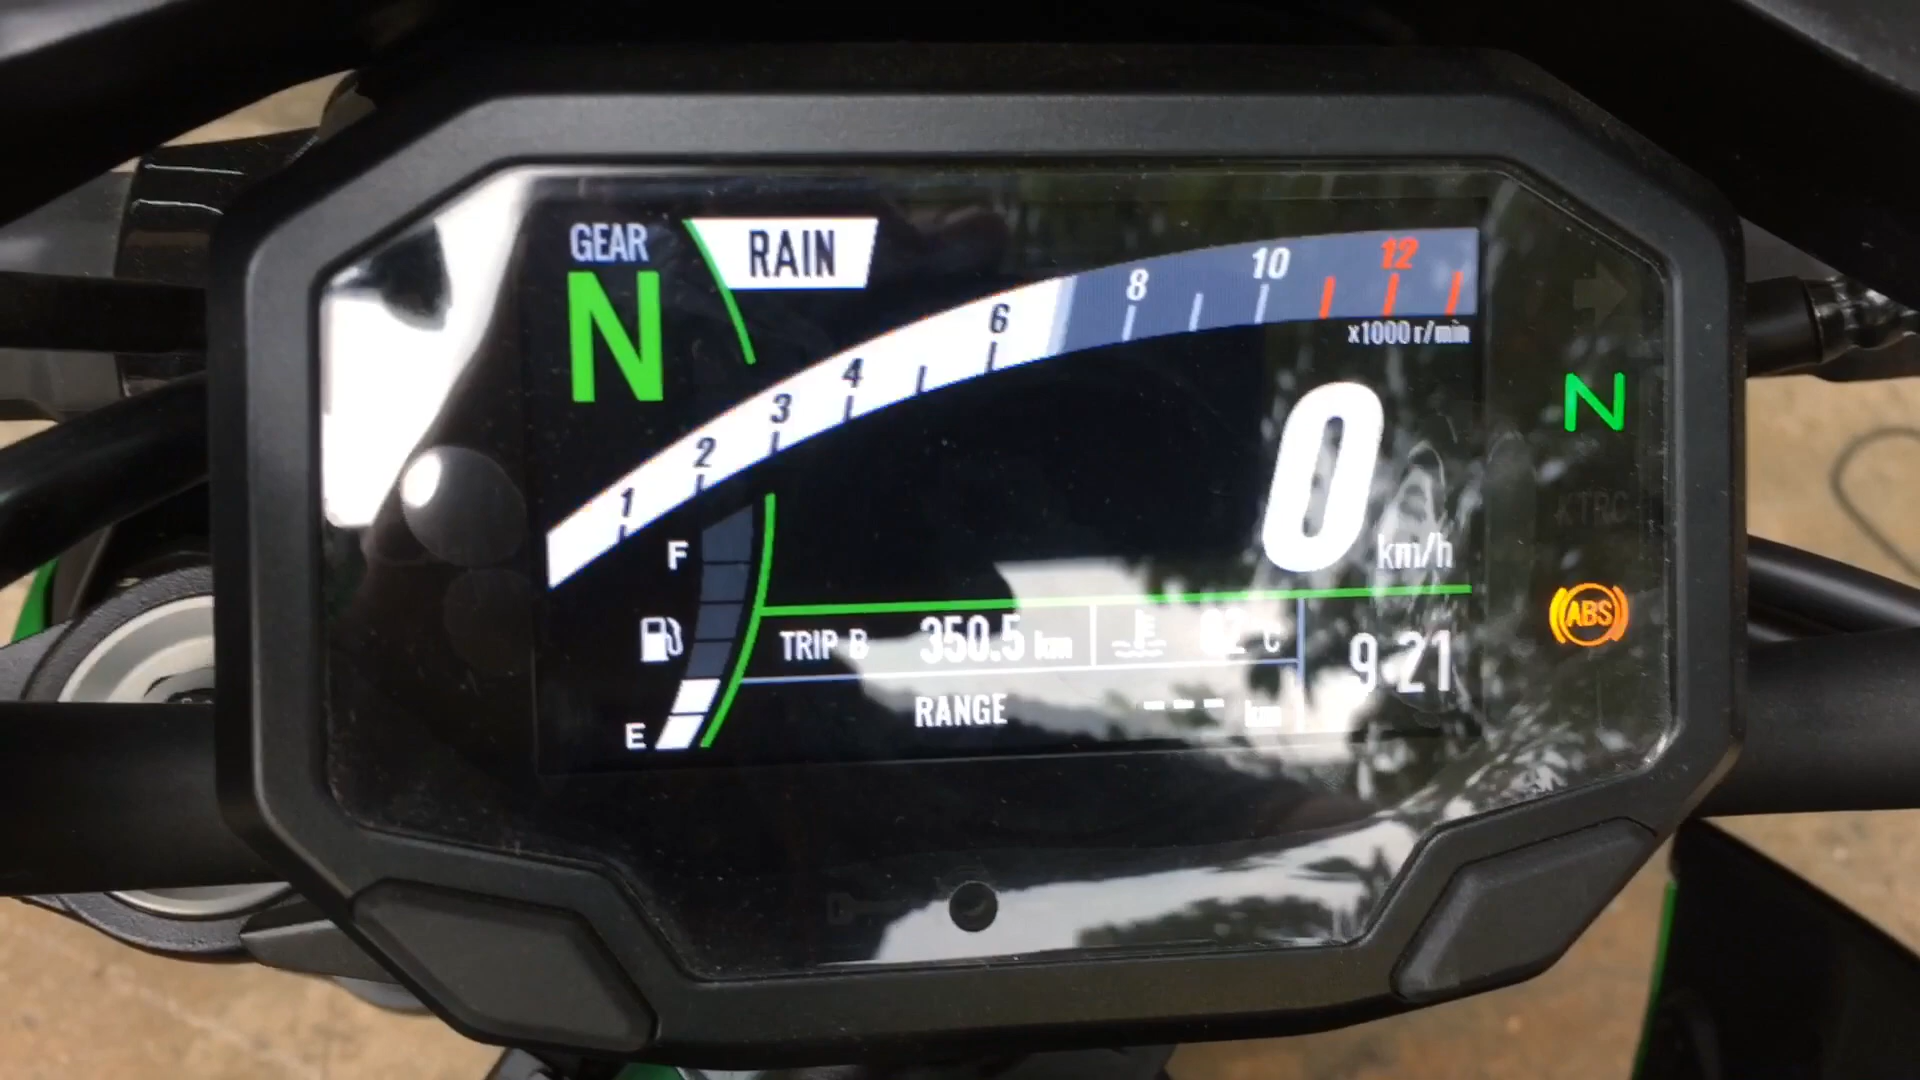 GEAR
N
RAIN
1 2 3 4 6 8 10 12
x1000 r/min
0
km/h
N
KTRC
ABS
F
E
TRIP B 350.5 km
°C
9:21
RANGE --- km